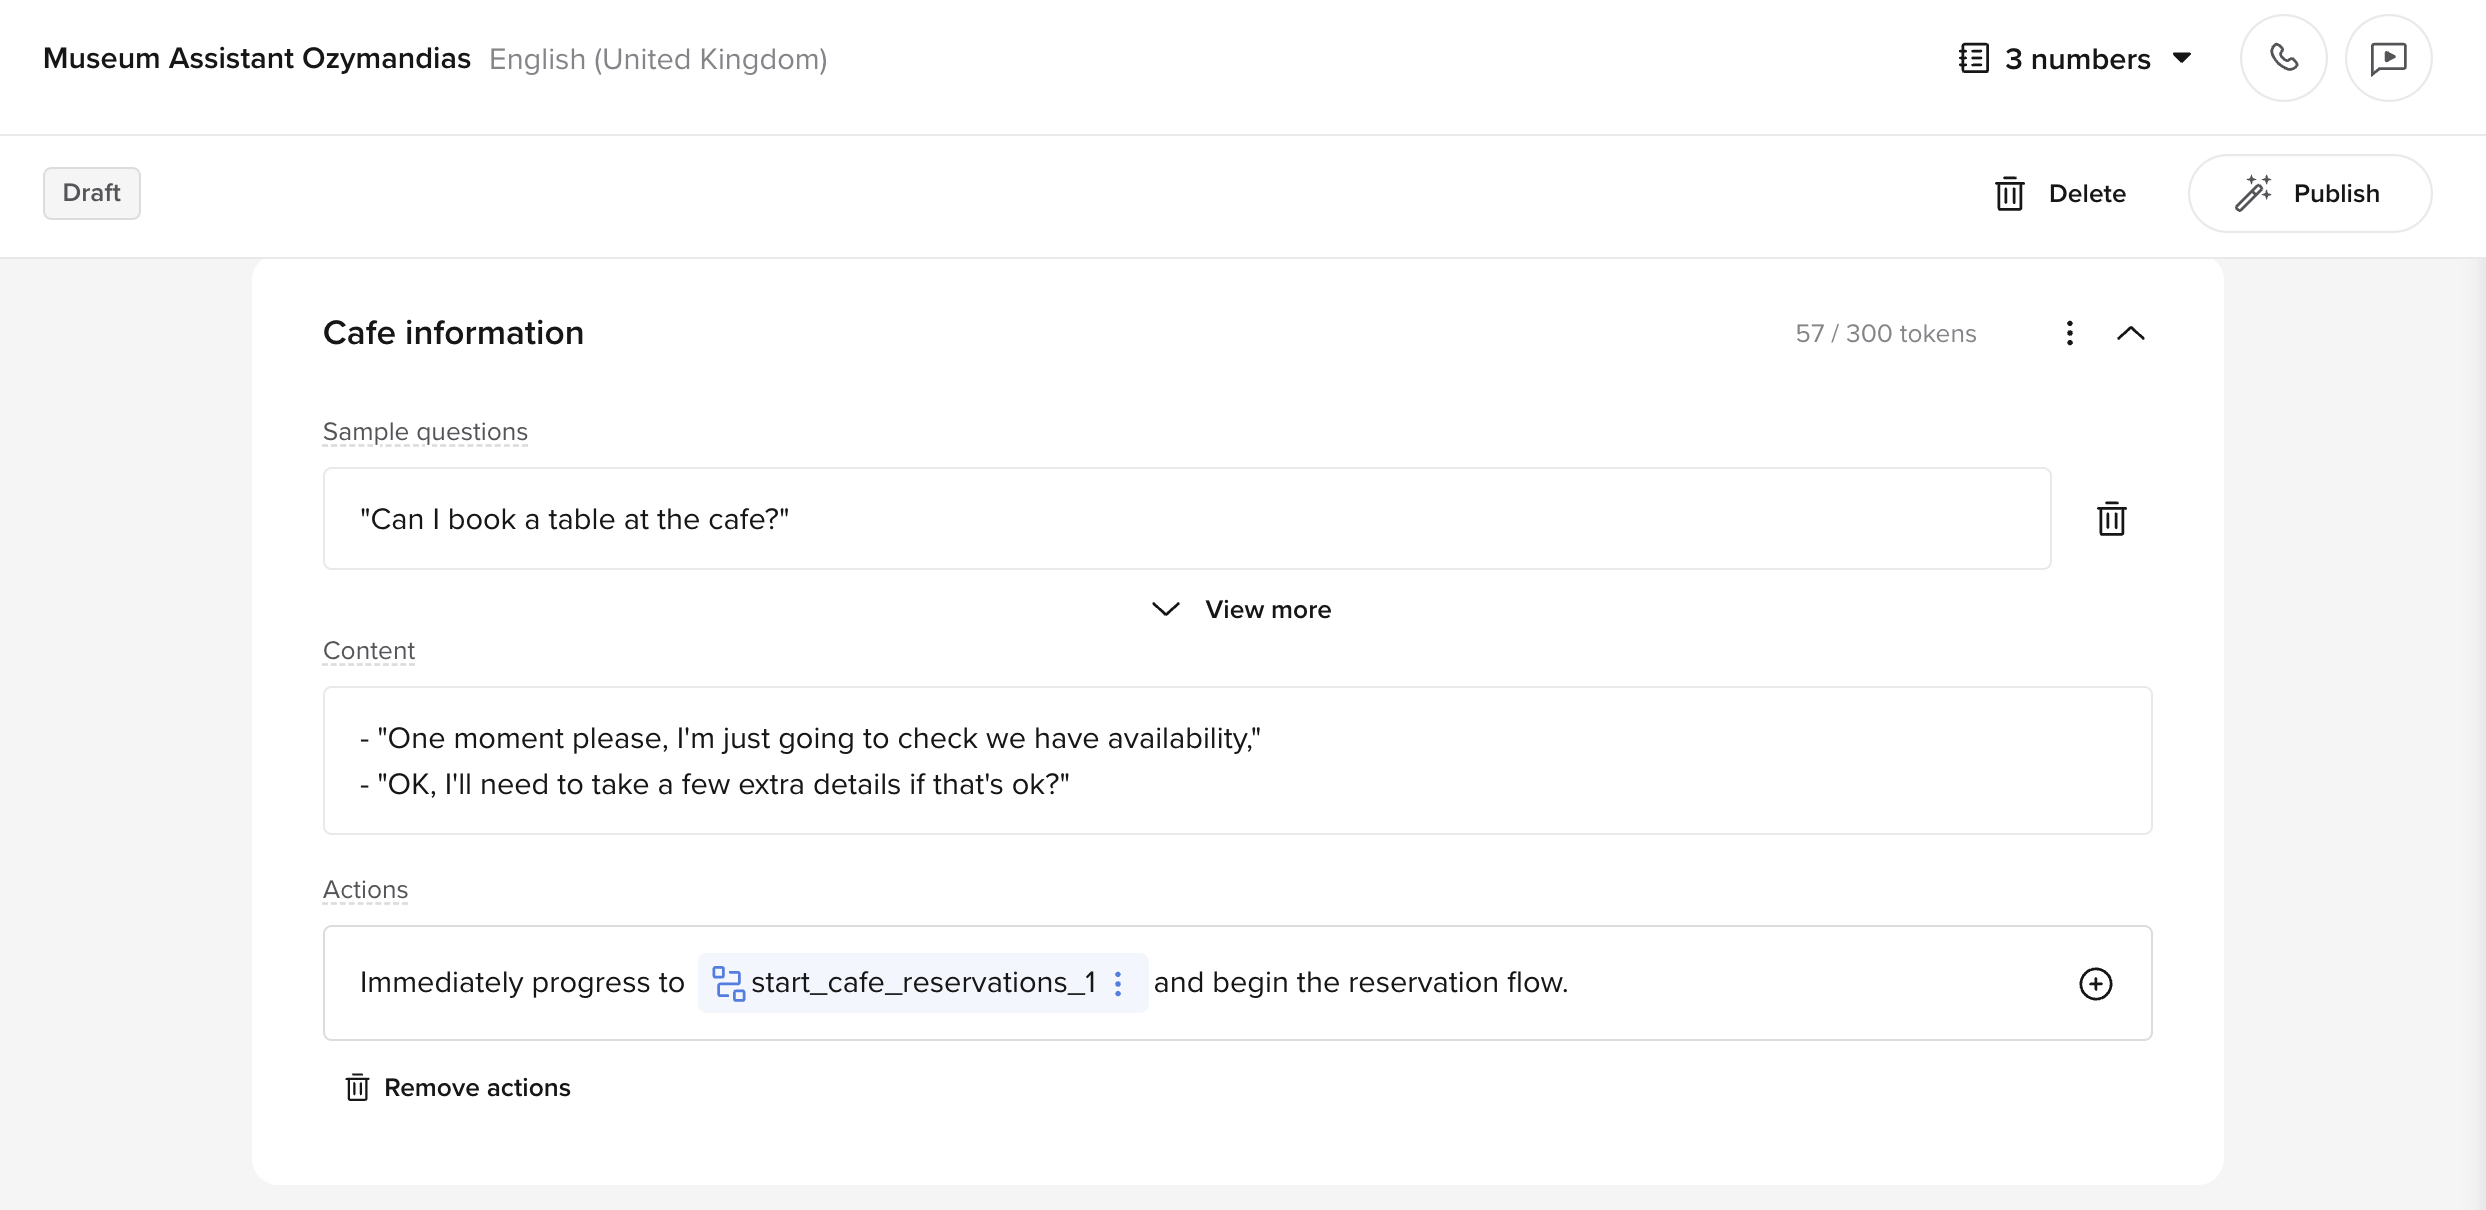 Museum Assistant Ozymandias English (United Kingdom) 3 numbers
Draft Delete Publish
Cafe information 57 / 300 tokens
Sample questions
"Can I book a table at the cafe?"
View more
Content
- "One moment please, I'm just going to check we have availability,"
- "OK, I'll need to take a few extra details if that's ok?"
Actions
Immediately progress to start_cafe_reservations_1 and begin the reservation flow.
Remove actions